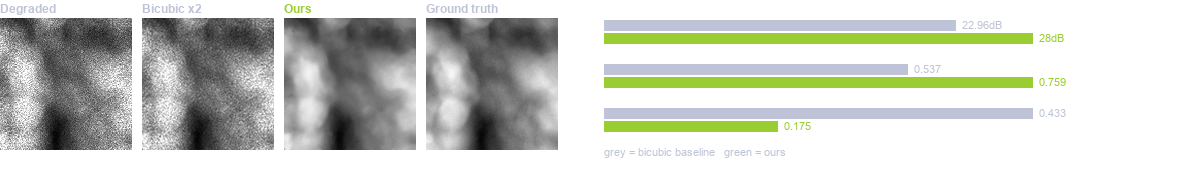 Degraded
Bicubic x2
Ours
Ground truth
22.96dB
28dB
0.537
0.759
0.433
0.175
grey = bicubic baseline green = ours